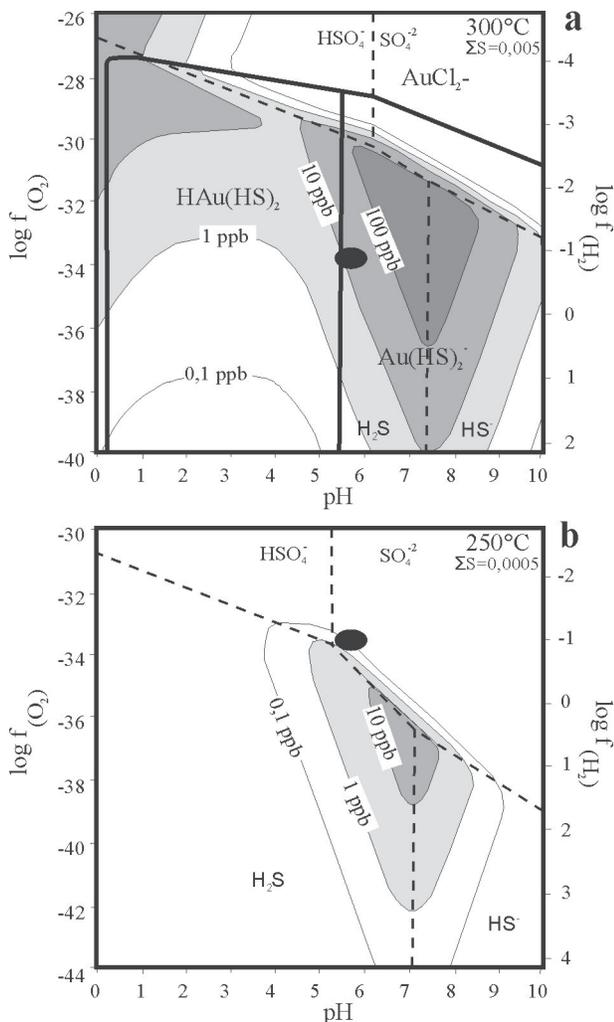 a
300°C
ΣS=0,005
HSO₄⁻ SO₄⁻²
AuCl₂-
-26
-28
-30
-32
-34
-36
-38
-40
log f (O₂)
-4
-3
-2
-1
0
1
2
log f (H₂)
HAu(HS)₂
10 ppb
100 ppb
1 ppb
Au(HS)₂⁻
0,1 ppb
H₂S HS⁻
0 1 2 3 4 5 6 7 8 9 10
pH
b
250°C
ΣS=0,0005
HSO₄⁻ SO₄⁻²
-30
-32
-34
-36
-38
-40
-42
-44
log f (O₂)
-2
-1
0
1
2
3
4
log f (H₂)
0,1 ppb
10 ppb
1 ppb
H₂S
HS⁻
0 1 2 3 4 5 6 7 8 9 10
pH